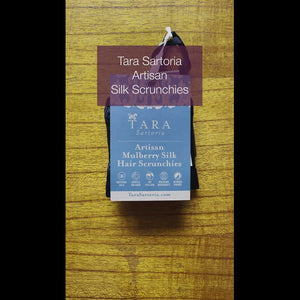 Tara Sartoria
Artisan
Silk Scrunchies
TARA
Sartoria
Artisan
Mulberry Silk
Hair Scrunchies
TaraSartoria.com